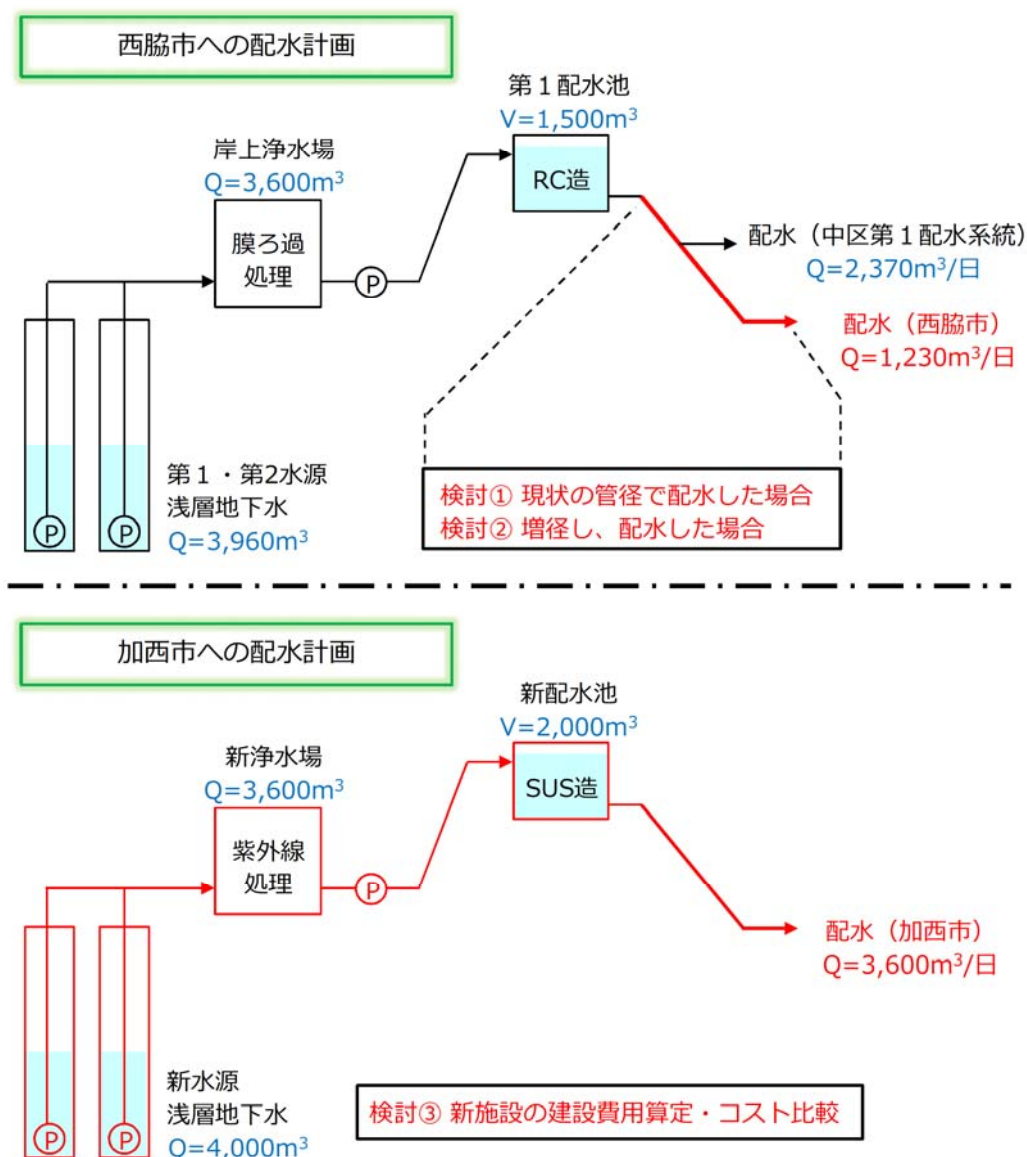 西脇市への配水計画
第１配水池
V=1,500m³
RC造
岸上浄水場
Q=3,600m³
膜ろ過
処理
P
配水（中区第１配水系統）
Q=2,370m³/日
配水（西脇市）
Q=1,230m³/日
第１・第2水源
浅層地下水
Q=3,960m³
P
P
検討① 現状の管径で配水した場合
検討② 増径し、配水した場合
加西市への配水計画
新配水池
V=2,000m³
SUS造
新浄水場
Q=3,600m³
紫外線
処理
P
配水（加西市）
Q=3,600m³/日
新水源
浅層地下水
Q=4,000m³
P
P
検討③ 新施設の建設費用算定・コスト比較